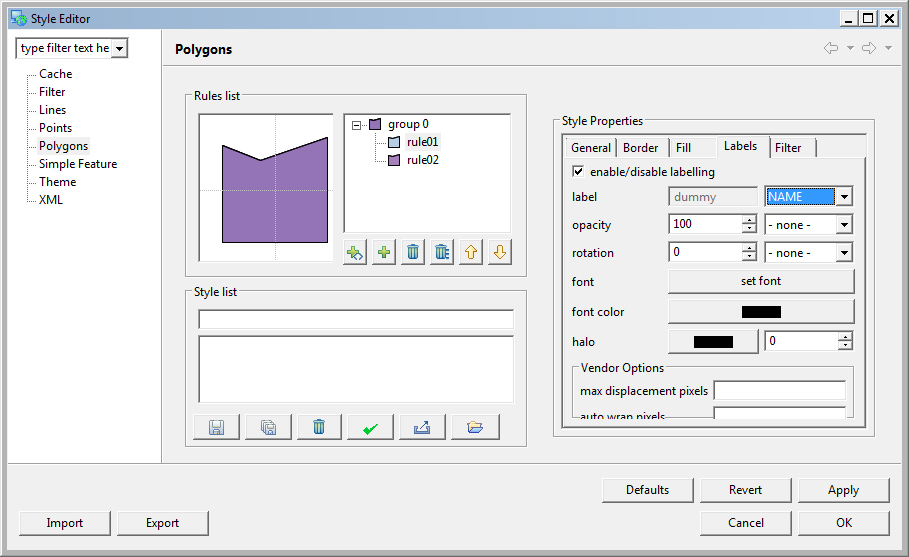 Style Editor
type filter text he
Cache
Filter
Lines
Points
Polygons
Simple Feature
Theme
XML
Polygons
Rules list
group 0
rule01
rule02
Style list
Style Properties
General Border Fill Labels Filter
enable/disable labelling
label dummy NAME
opacity 100 - none -
rotation 0 - none -
font set font
font color
halo 0
Vendor Options
max displacement pixels
auto wrap pixels
Defaults Revert Apply
Import Export Cancel OK